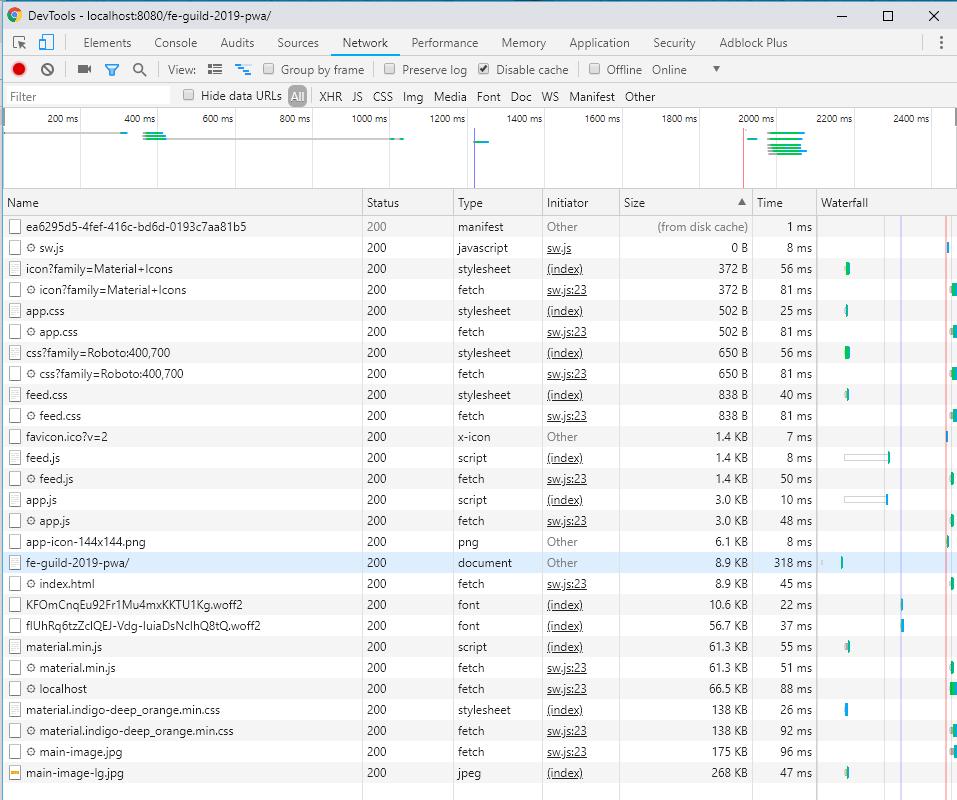 DevTools - localhost:8080/fe-guild-2019-pwa/
Elements Console Audits Sources Network Performance Memory Application Security Adblock Plus
View: Group by frame Preserve log Disable cache Offline Online
Filter Hide data URLs All XHR JS CSS Img Media Font Doc WS Manifest Other
200 ms 400 ms 600 ms 800 ms 1000 ms 1200 ms 1400 ms 1600 ms 1800 ms 2000 ms 2200 ms 2400 ms
Name Status Type Initiator Size Time Waterfall
ea6295d5-4fef-416c-bd6d-0193c7aa81b5 200 manifest Other (from disk cache) 1 ms
sw.js 200 javascript sw.js 0 B 8 ms
icon?family=Material+Icons 200 stylesheet (index) 372 B 56 ms
icon?family=Material+Icons 200 fetch sw.js:23 372 B 81 ms
app.css 200 stylesheet (index) 502 B 25 ms
app.css 200 fetch sw.js:23 502 B 81 ms
css?family=Roboto:400,700 200 stylesheet (index) 650 B 56 ms
css?family=Roboto:400,700 200 fetch sw.js:23 650 B 81 ms
feed.css 200 stylesheet (index) 838 B 40 ms
feed.css 200 fetch sw.js:23 838 B 81 ms
favicon.ico?v=2 200 x-icon Other 1.4 KB 7 ms
feed.js 200 script (index) 1.4 KB 8 ms
feed.js 200 fetch sw.js:23 1.4 KB 50 ms
app.js 200 script (index) 3.0 KB 10 ms
app.js 200 fetch sw.js:23 3.0 KB 48 ms
app-icon-144x144.png 200 png Other 6.1 KB 8 ms
fe-guild-2019-pwa/ 200 document Other 8.9 KB 318 ms
index.html 200 fetch sw.js:23 8.9 KB 45 ms
KFOmCnqEu92Fr1Mu4mxKKTU1Kg.woff2 200 font (index) 10.6 KB 22 ms
flUhRq6tzZclQEJ-Vdg-IuiaDsNcIhQ8tQ.woff2 200 font (index) 56.7 KB 37 ms
material.min.js 200 script (index) 61.3 KB 55 ms
material.min.js 200 fetch sw.js:23 61.3 KB 51 ms
localhost 200 fetch sw.js:23 66.5 KB 88 ms
material.indigo-deep_orange.min.css 200 stylesheet (index) 138 KB 26 ms
material.indigo-deep_orange.min.css 200 fetch sw.js:23 138 KB 92 ms
main-image.jpg 200 fetch sw.js:23 175 KB 96 ms
main-image-lg.jpg 200 jpeg (index) 268 KB 47 ms